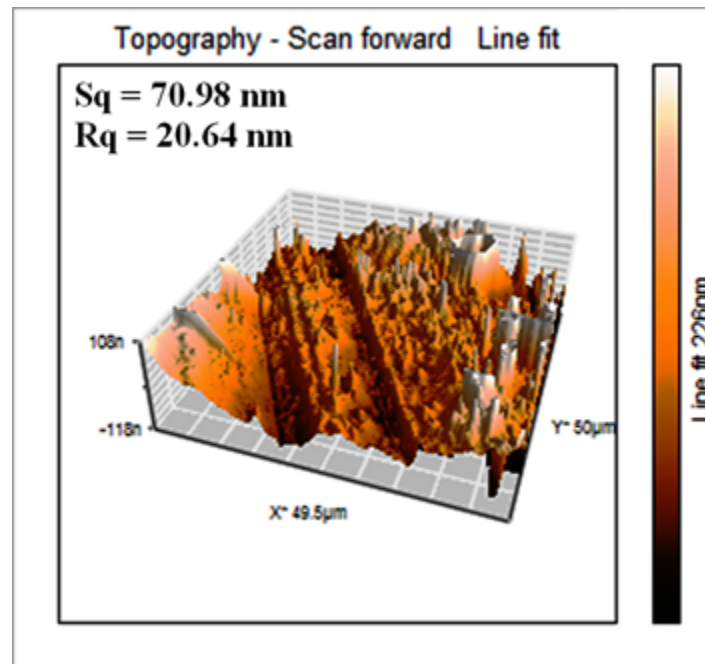 Topography - Scan forward Line fit
Sq = 70.98 nm
Rq = 20.64 nm
108n
-118n
X* 49.5µm
Y* 50µm
Line fit 226nm